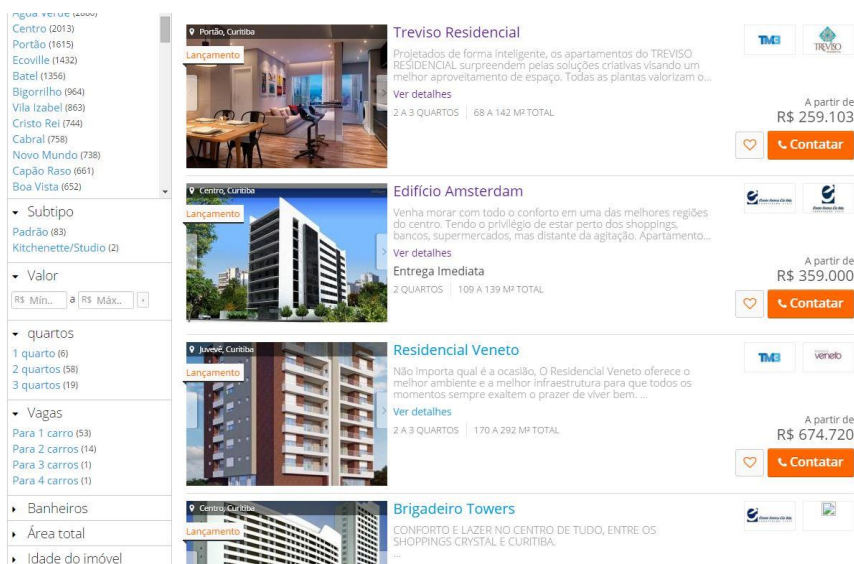 Centro (2013)
Portão (1615)
Ecoville (1432)
Batel (1356)
Bigorrilho (964)
Vila Izabel (863)
Cristo Rei (744)
Cabral (758)
Novo Mundo (738)
Capão Raso (661)
Boa Vista (652)
Subtipo
Padrão (83)
Kitchenette/Studio (2)
Valor
R$ Mín.. a R$ Máx..
quartos
1 quarto (6)
2 quartos (58)
3 quartos (19)
Vagas
Para 1 carro (53)
Para 2 carros (14)
Para 3 carros (1)
Para 4 carros (1)
Banheiros
Área total
Idade do imóvel
Portão, Curitiba
Lançamento
Treviso Residencial
Projetados de forma inteligente, os apartamentos do TREVISO
RESIDENCIAL surpreendem pelas soluções criativas visando um
melhor aproveitamento de espaço. Todas as plantas valorizam o...
Ver detalhes
2 A 3 QUARTOS | 68 A 142 M² TOTAL
TREVISO
A partir de
R$ 259.103
Contatar
Centro, Curitiba
Lançamento
Edifício Amsterdam
Venha morar com todo o conforto em uma das melhores regiões
do centro. Tendo o privilégio de estar perto dos shoppings,
bancos, supermercados, mas distante da agitação. Apartamento...
Ver detalhes
Entrega Imediata
2 QUARTOS | 109 A 139 M² TOTAL
A partir de
R$ 359.000
Contatar
Juvevê, Curitiba
Lançamento
Residencial Veneto
Não importa qual é a ocasião, O Residencial Veneto oferece o
melhor ambiente e a melhor infraestrutura para que todos os
momentos sempre exaltem o prazer de viver bem. ...
Ver detalhes
2 A 3 QUARTOS | 170 A 292 M² TOTAL
veneto
A partir de
R$ 674.720
Contatar
Centro, Curitiba
Lançamento
Brigadeiro Towers
CONFORTO E LAZER NO CENTRO DE TUDO, ENTRE OS
SHOPPINGS CRYSTAL E CURITIBA.
...